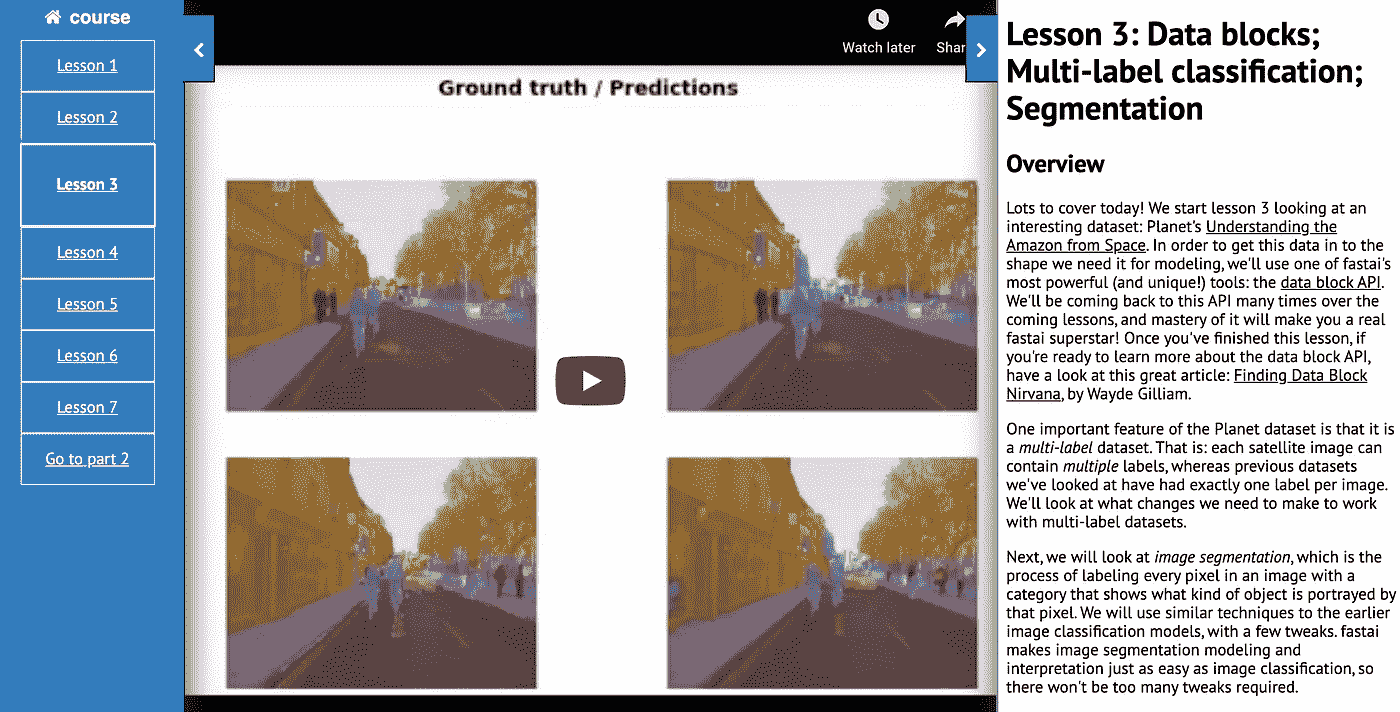 course
Lesson 1
Lesson 2
Lesson 3
Lesson 4
Lesson 5
Lesson 6
Lesson 7
Go to part 2
Watch later
Shar
Ground truth / Predictions
Lesson 3: Data blocks;
Multi-label classification;
Segmentation
Overview
Lots to cover today! We start lesson 3 looking at an
interesting dataset: Planet's Understanding the
Amazon from Space. In order to get this data in to the
shape we need it for modeling, we'll use one of fastai's
most powerful (and unique!) tools: the data block API.
We'll be coming back to this API many times over the
coming lessons, and mastery of it will make you a real
fastai superstar! Once you've finished this lesson, if
you're ready to learn more about the data block API,
have a look at this great article: Finding Data Block
Nirvana, by Wayde Gilliam.
One important feature of the Planet dataset is that it is
a multi-label dataset. That is: each satellite image can
contain multiple labels, whereas previous datasets
we've looked at have had exactly one label per image.
We'll look at what changes we need to make to work
with multi-label datasets.
Next, we will look at image segmentation, which is the
process of labeling every pixel in an image with a
category that shows what kind of object is portrayed by
that pixel. We will use similar techniques to the earlier
image classification models, with a few tweaks. fastai
makes image segmentation modeling and
interpretation just as easy as image classification, so
there won't be too many tweaks required.